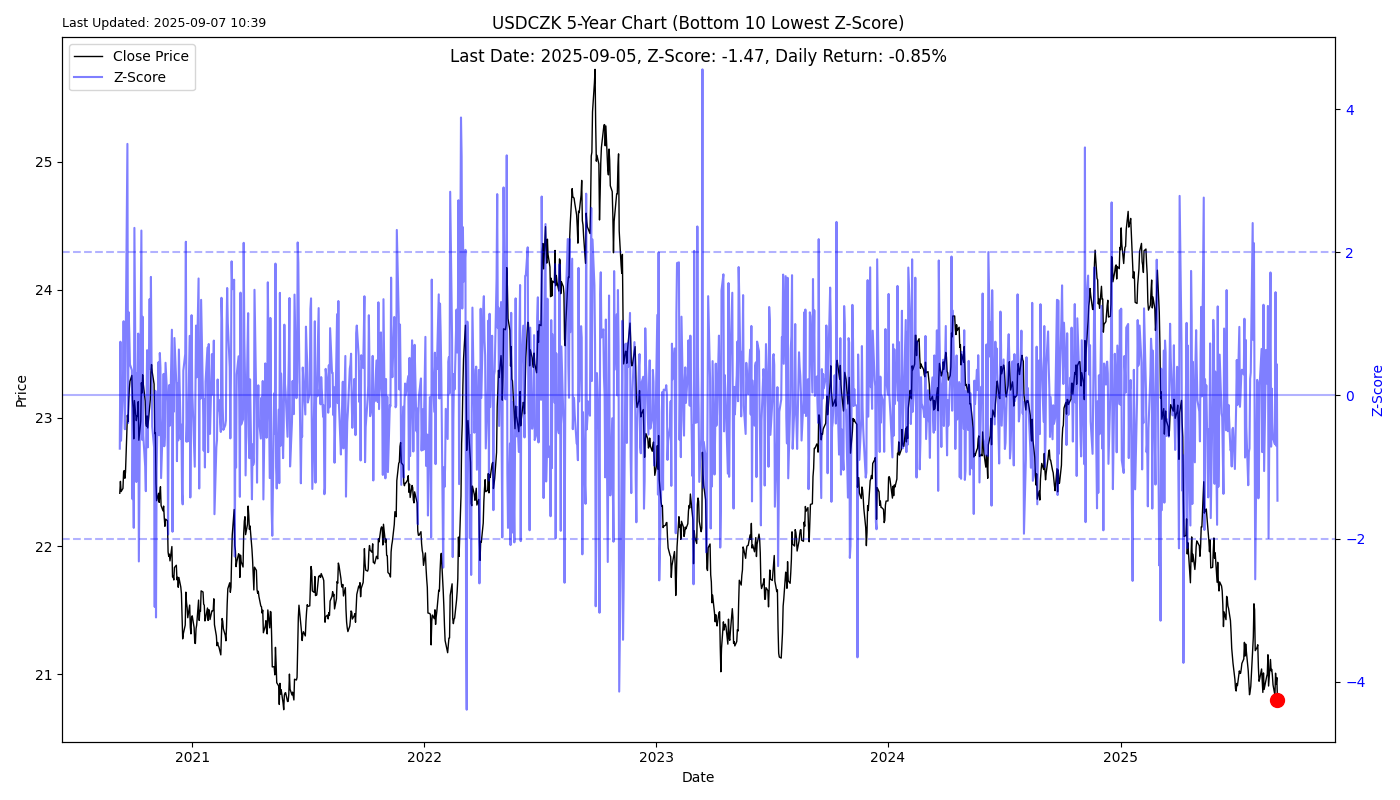 Last Updated: 2025-09-07 10:39
USDCZK 5-Year Chart (Bottom 10 Lowest Z-Score)
Last Date: 2025-09-05, Z-Score: -1.47, Daily Return: -0.85%
Close Price
Z-Score
25
24
23
22
21
Price
4
2
0
−2
−4
Z-Score
2021
2022
2023
2024
2025
Date